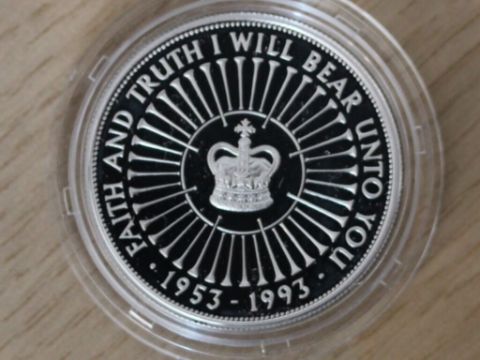 FAITH AND TRUTH I WILL BEAR UNTO YOU
· 1953 - 1993 ·